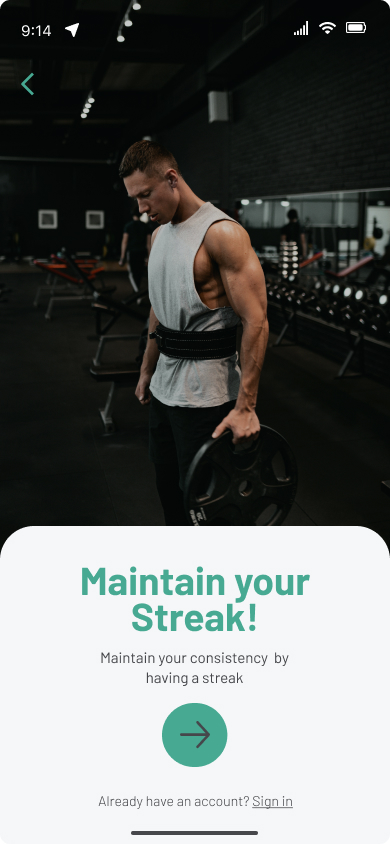 9:14
Maintain your
Streak!
Maintain your consistency by
having a streak
Already have an account? Sign in